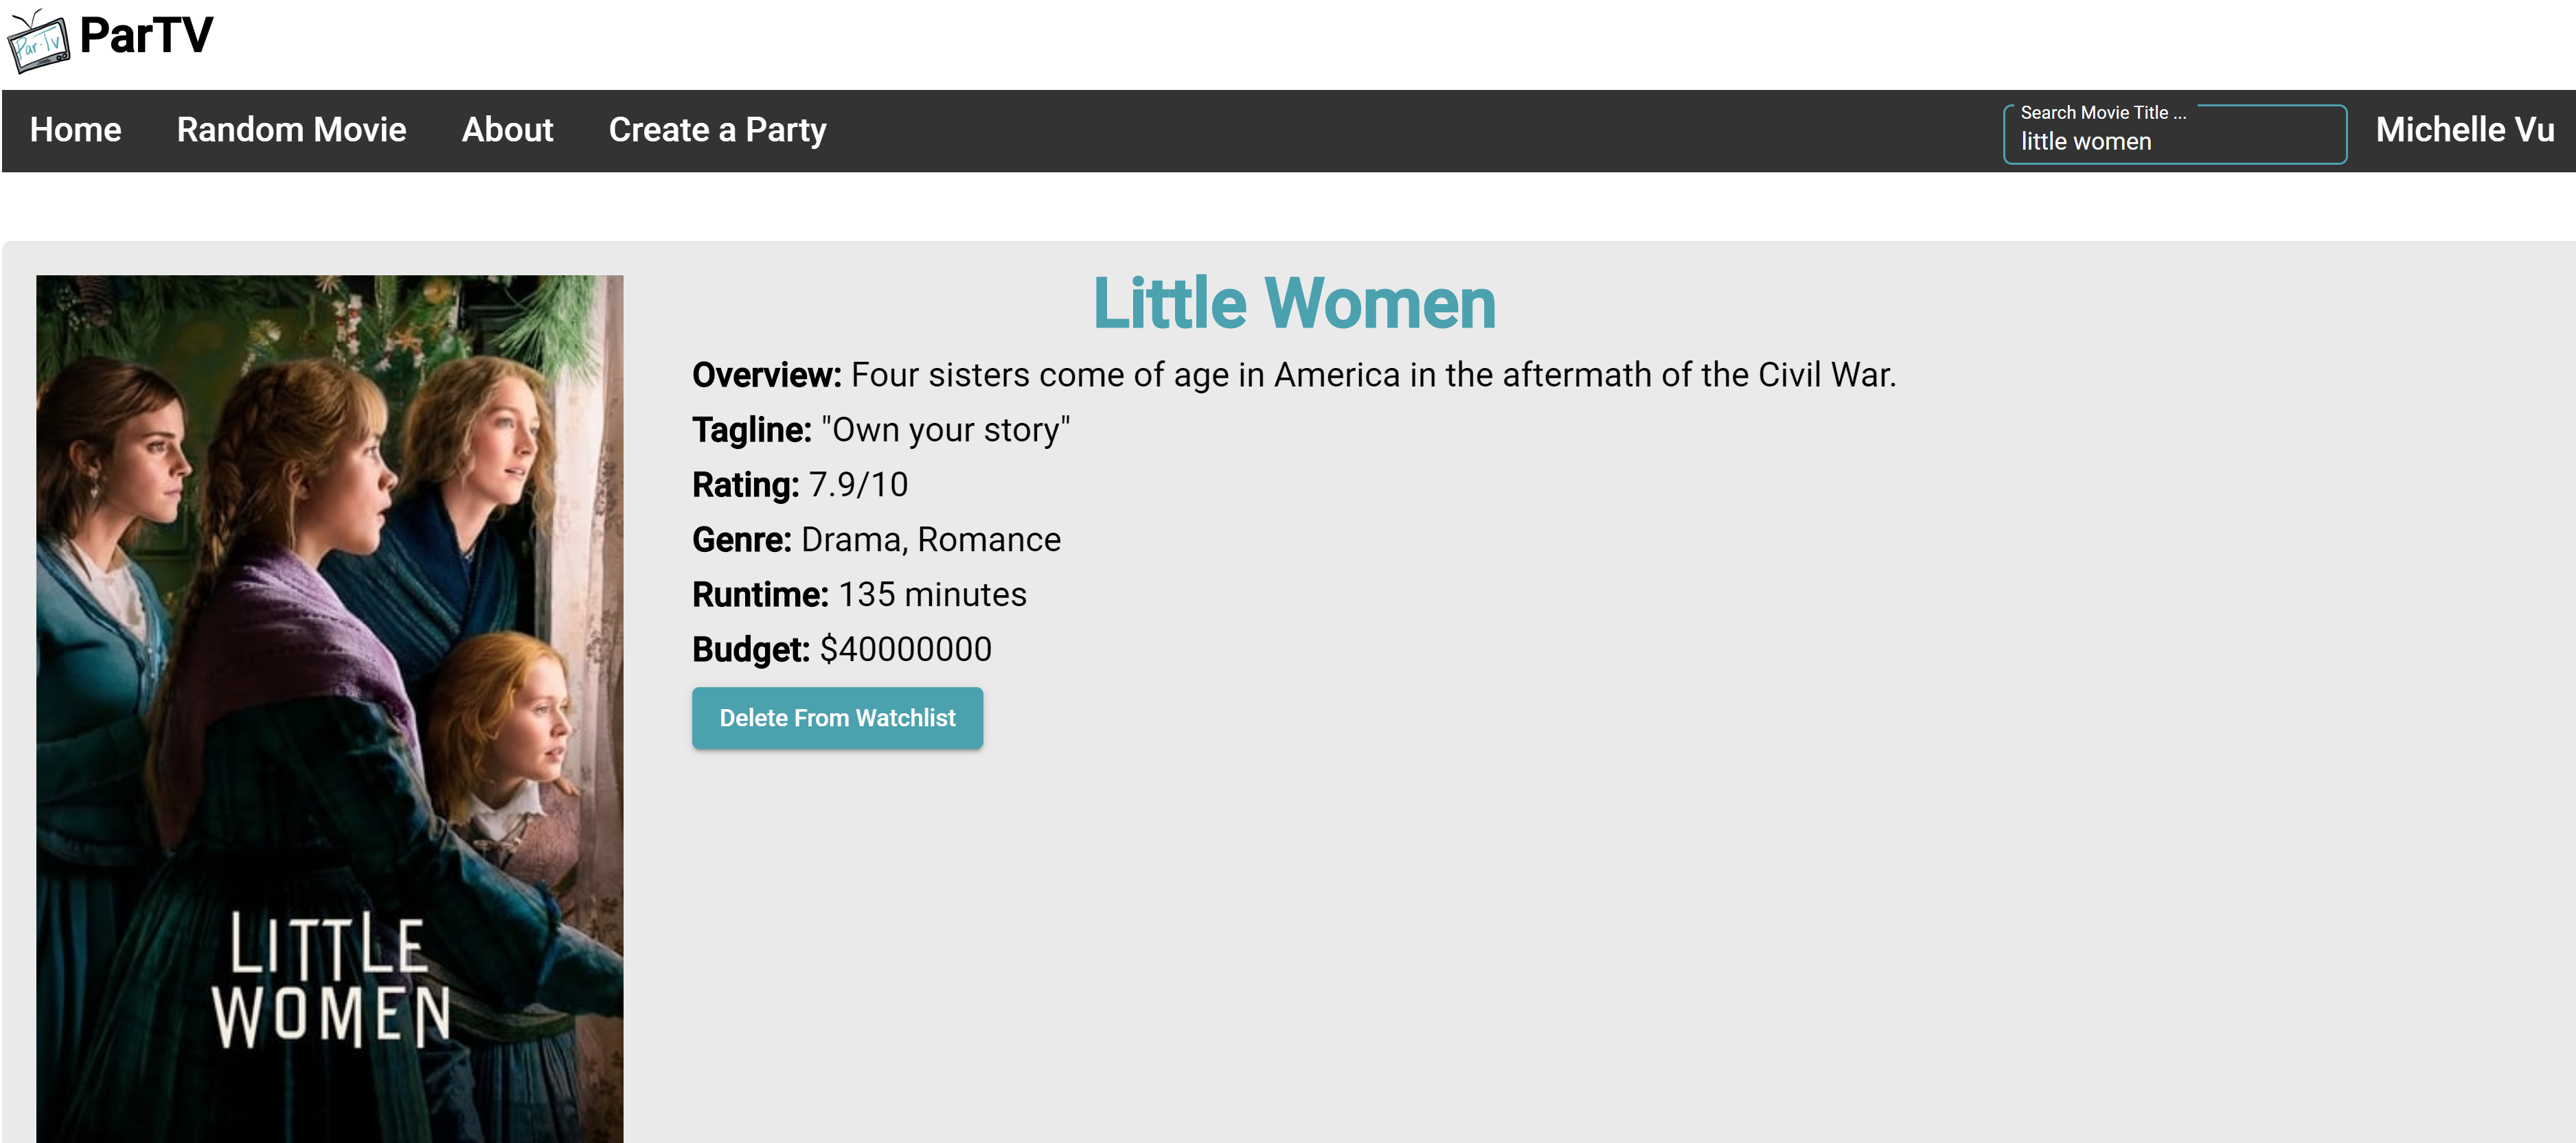 Par-Tv
ParTV
Home Random Movie About Create a Party
Search Movie Title ...
little women
Michelle Vu
Little Women
Overview: Four sisters come of age in America in the aftermath of the Civil War.
Tagline: "Own your story"
Rating: 7.9/10
Genre: Drama, Romance
Runtime: 135 minutes
Budget: $40000000
Delete From Watchlist
LITTLE
WOMEN